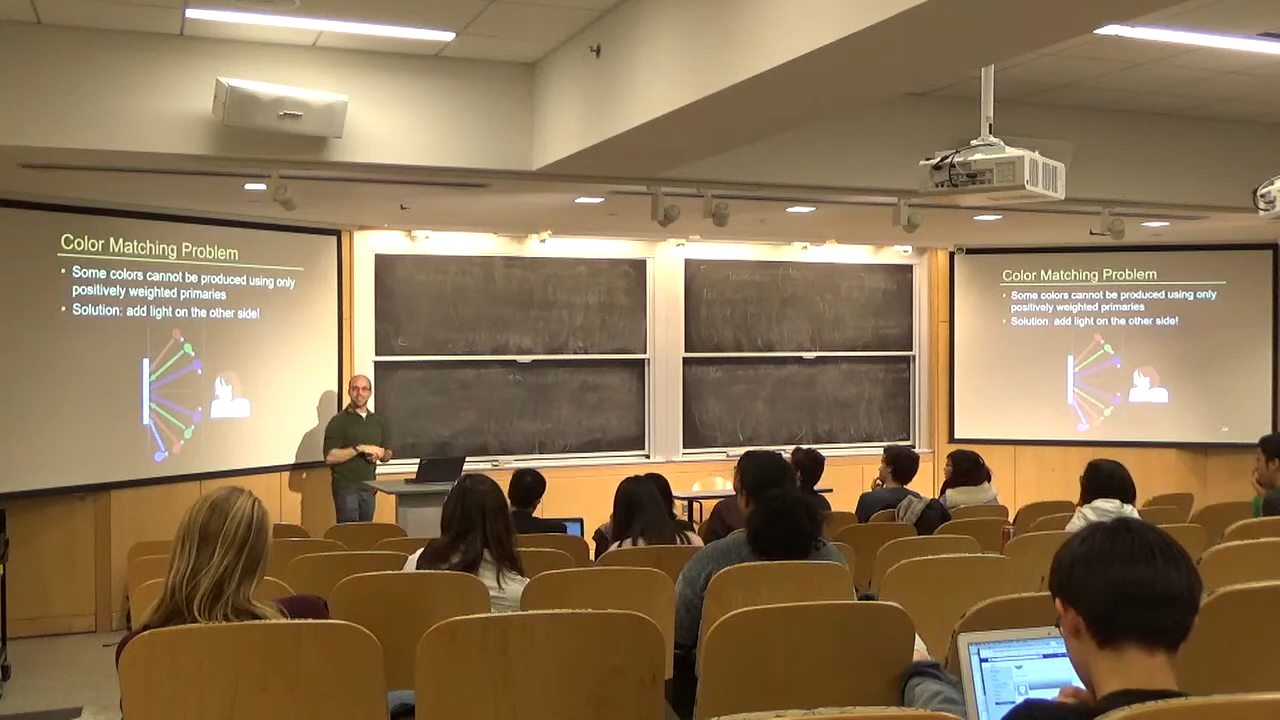 Color Matching Problem
• Some colors cannot be produced using only
positively weighted primaries
• Solution: add light on the other side!
Color Matching Problem
• Some colors cannot be produced using only
positively weighted primaries
• Solution: add light on the other side!